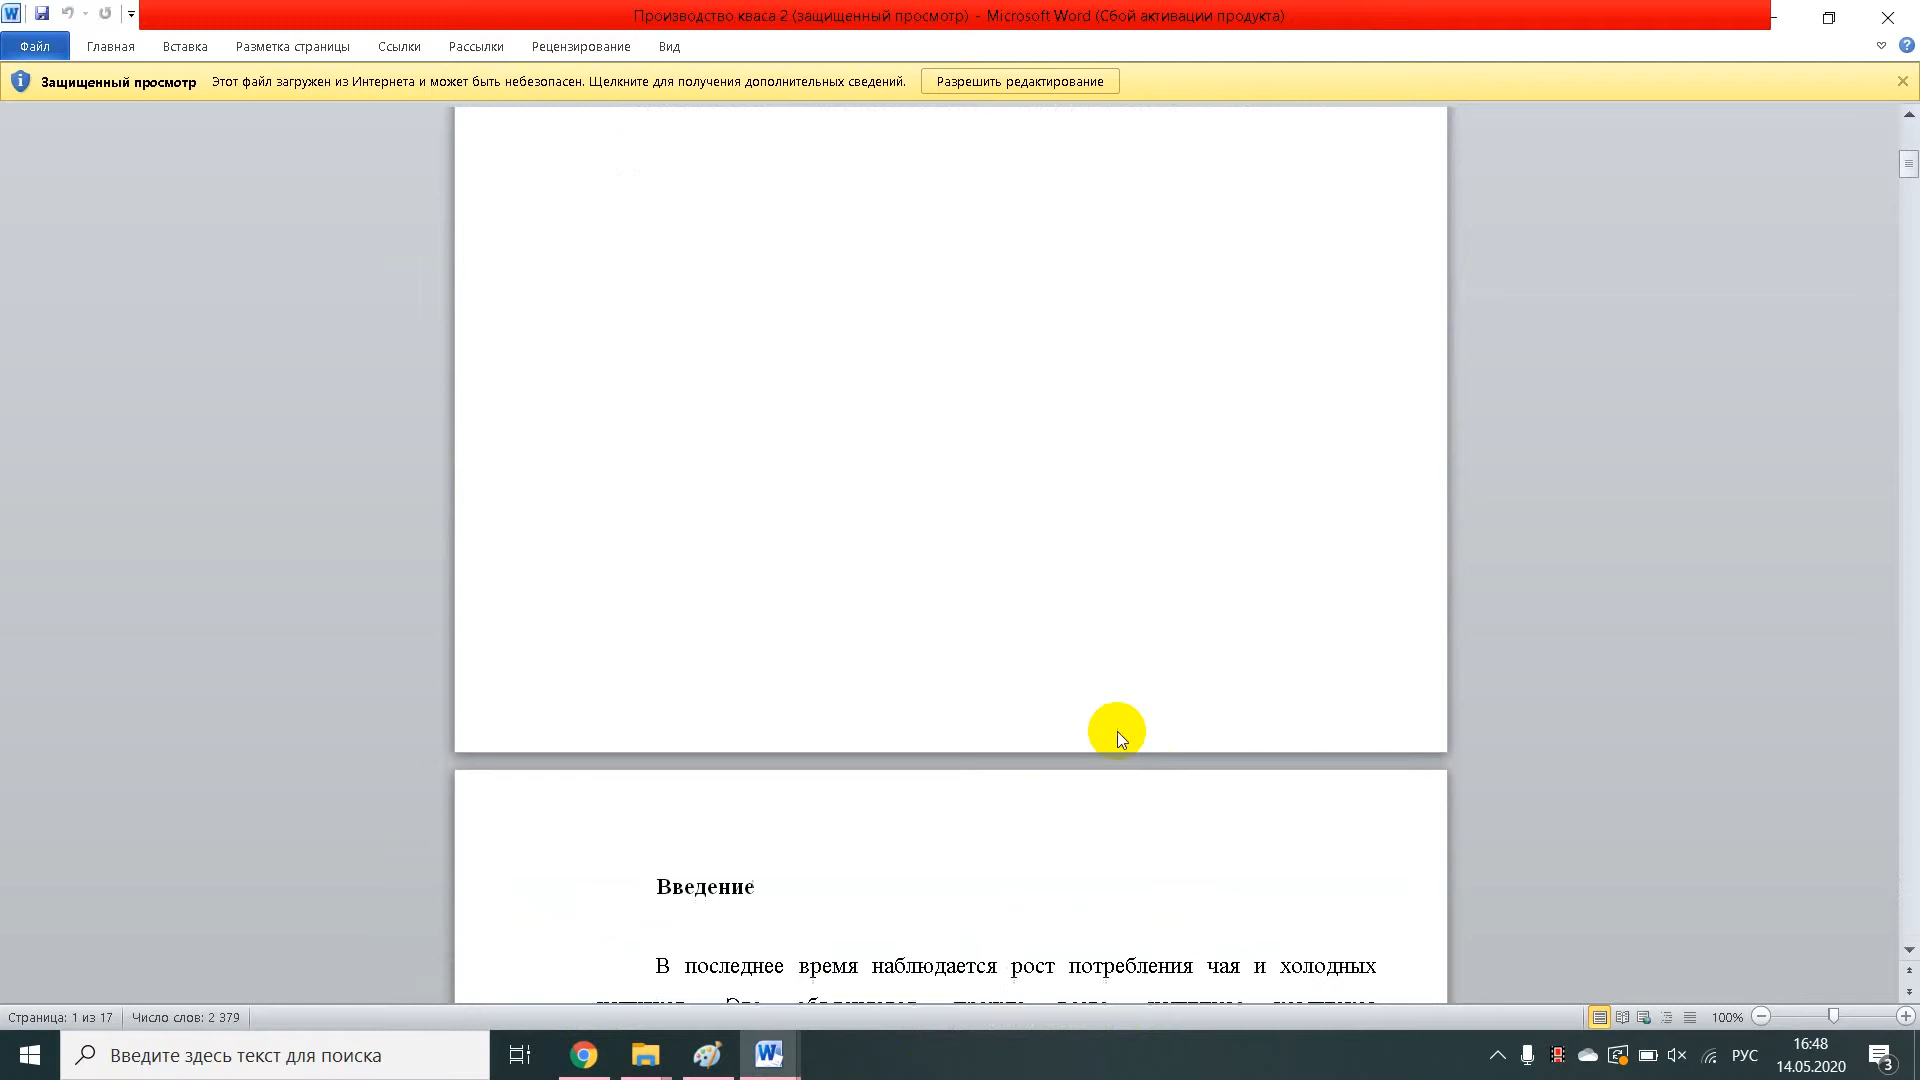 Производство кваса 2 (защищенный просмотр) - Microsoft Word (Сбой активации продукта)
Файл Главная Вставка Разметка страницы Ссылки Рассылки Рецензирование Вид
Защищенный просмотр Этот файл загружен из Интернета и может быть небезопасен. Щелкните для получения дополнительных сведений. Разрешить редактирование
Введение
В последнее время наблюдается рост потребления чая и холодных
Страница: 1 из 17 Число слов: 2 379 100%
Введите здесь текст для поиска
РУС
16:48
14.05.2020
3